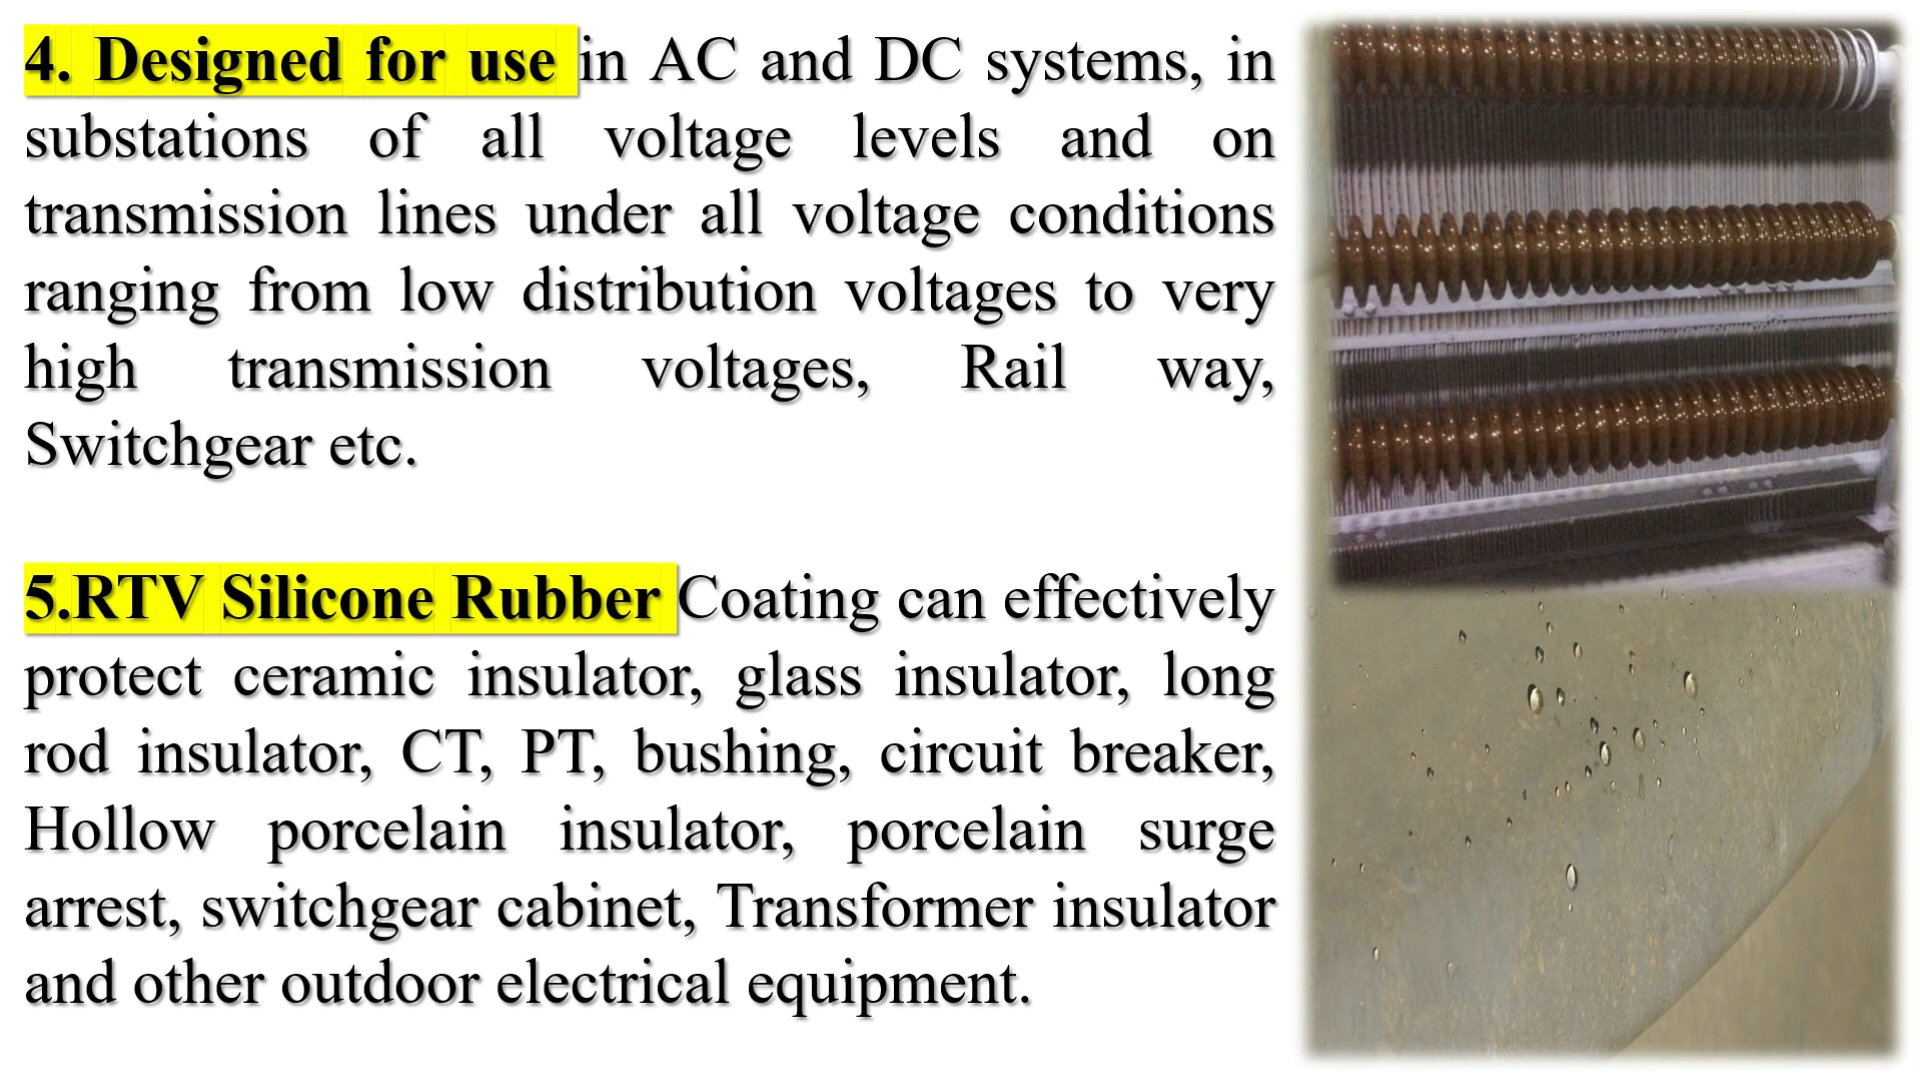 4. Designed for use in AC and DC systems, in
substations of all voltage levels and on
transmission lines under all voltage conditions
ranging from low distribution voltages to very
high transmission voltages, Rail way,
Switchgear etc.
5.RTV Silicone Rubber Coating can effectively
protect ceramic insulator, glass insulator, long
rod insulator, CT, PT, bushing, circuit breaker,
Hollow porcelain insulator, porcelain surge
arrest, switchgear cabinet, Transformer insulator
and other outdoor electrical equipment.